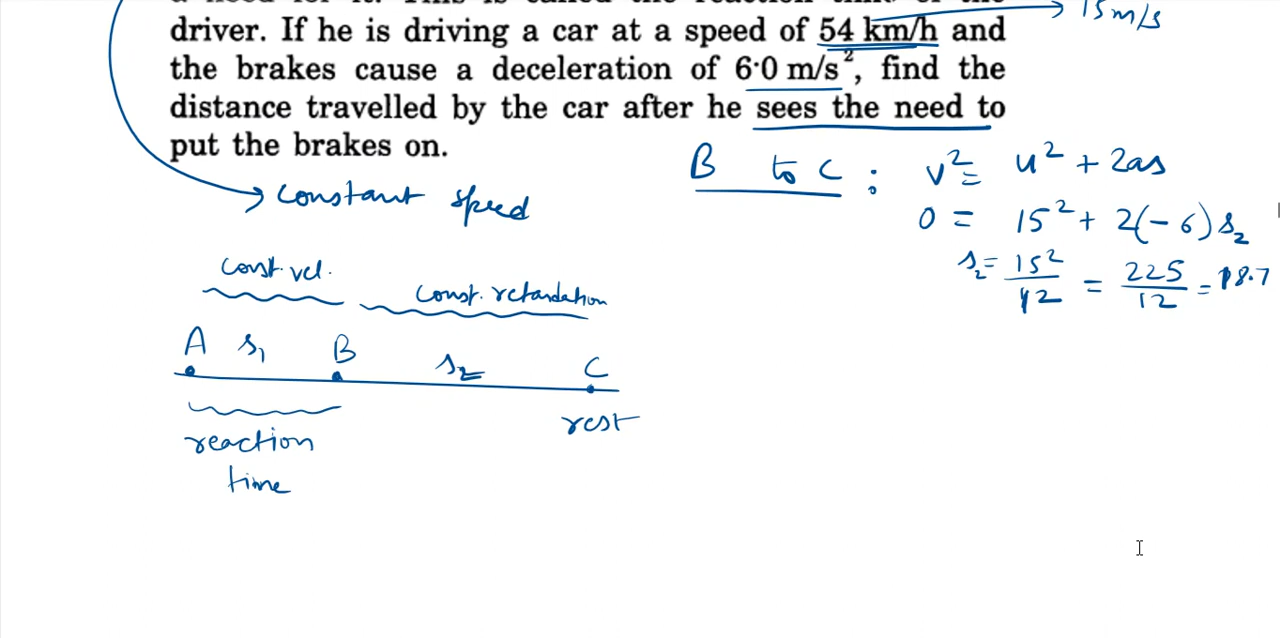 15 m/s
driver. If he is driving a car at a speed of 54 km/h and
the brakes cause a deceleration of 6·0 m/s², find the
distance travelled by the car after he sees the need to
put the brakes on.
constant speed
B to C : v² = u² + 2as
0 = 15² + 2(-6) s₂
s₂ = 15²/12 = 225/12 = 18.7
const. vel.
const. retardation
A s₁ B s₂ C
rest
reaction
time